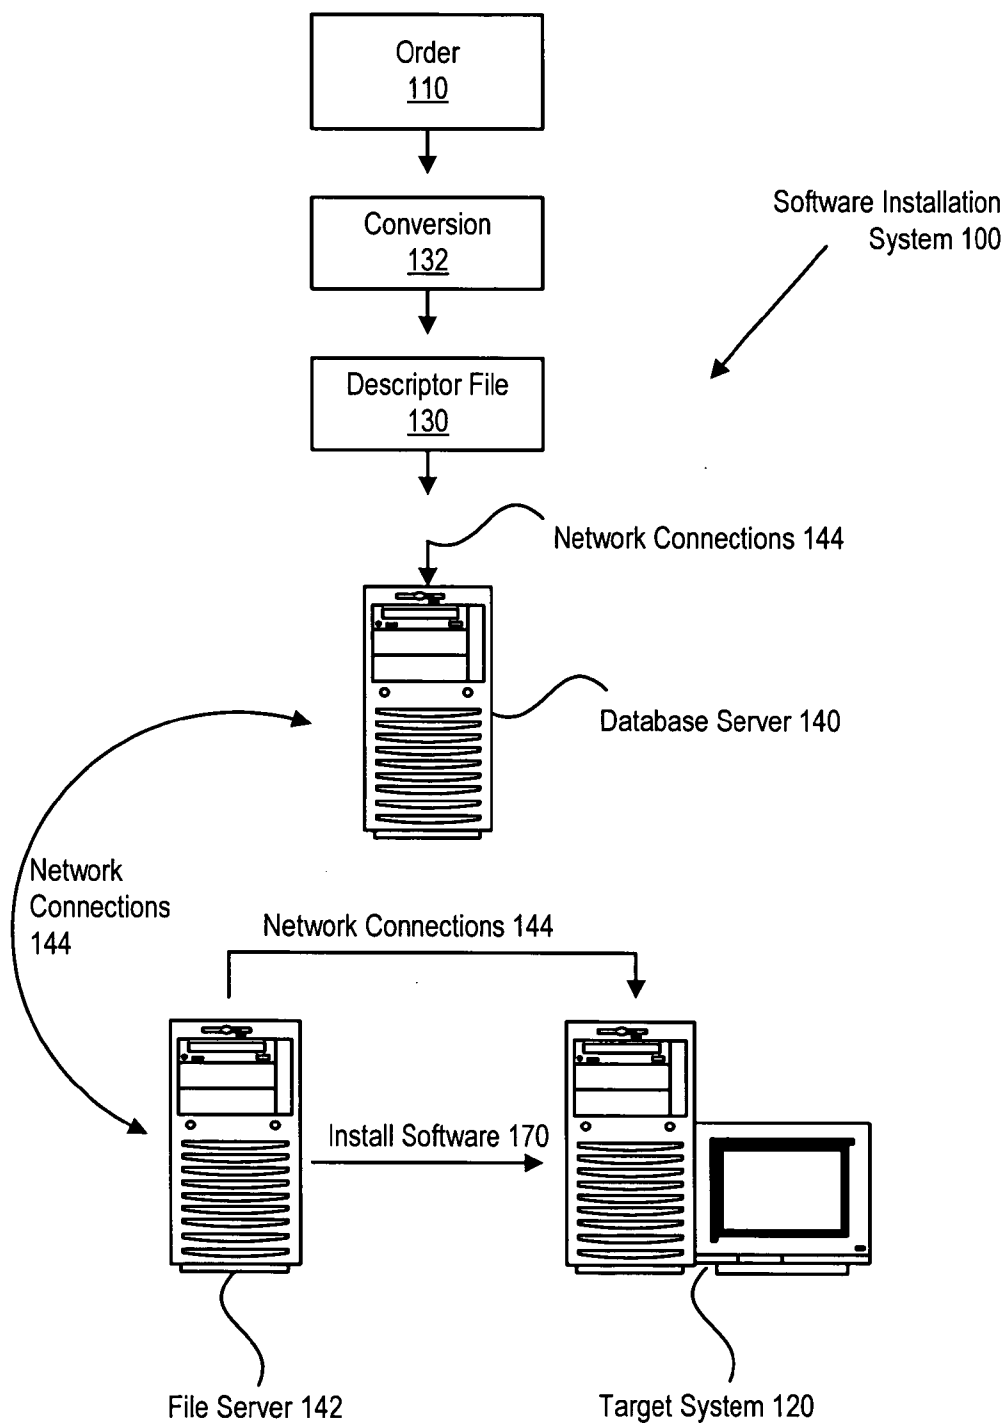 Order
110
Conversion
132
Software Installation
System 100
Descriptor File
130
Network Connections 144
Database Server 140
Network
Connections
144
Network Connections 144
Install Software 170
File Server 142
Target System 120